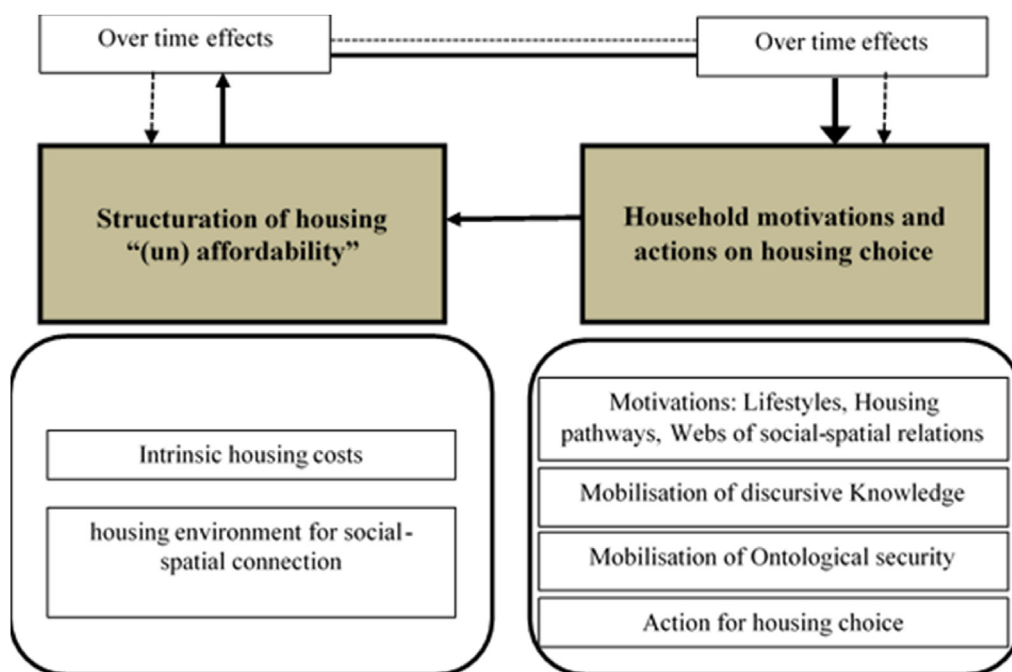 Over time effects
Over time effects
Structuration of housing
“(un) affordability”
Household motivations and
actions on housing choice
Intrinsic housing costs
housing environment for social-
spatial connection
Motivations: Lifestyles, Housing
pathways, Webs of social-spatial relations
Mobilisation of discursive Knowledge
Mobilisation of Ontological security
Action for housing choice